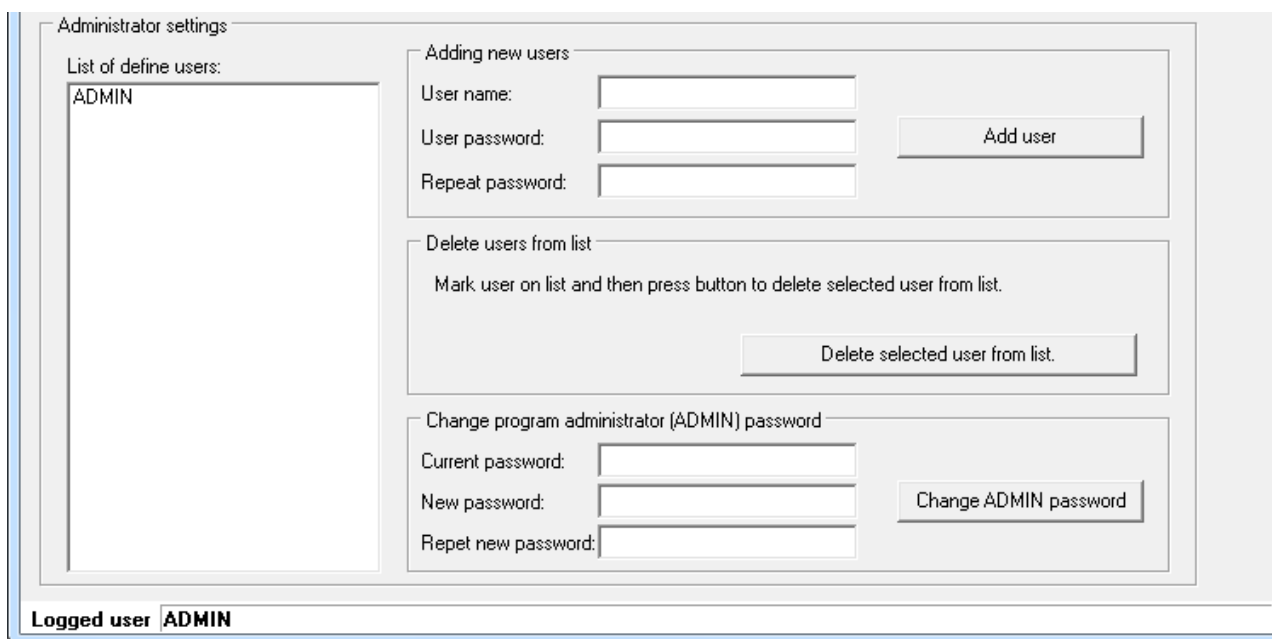 Administrator settings
List of define users:
ADMIN
Adding new users
User name:
User password:
Add user
Repeat password:
Delete users from list
Mark user on list and then press button to delete selected user from list.
Delete selected user from list.
Change program administrator (ADMIN) password
Current password:
New password:
Change ADMIN password
Repet new password:
Logged user ADMIN